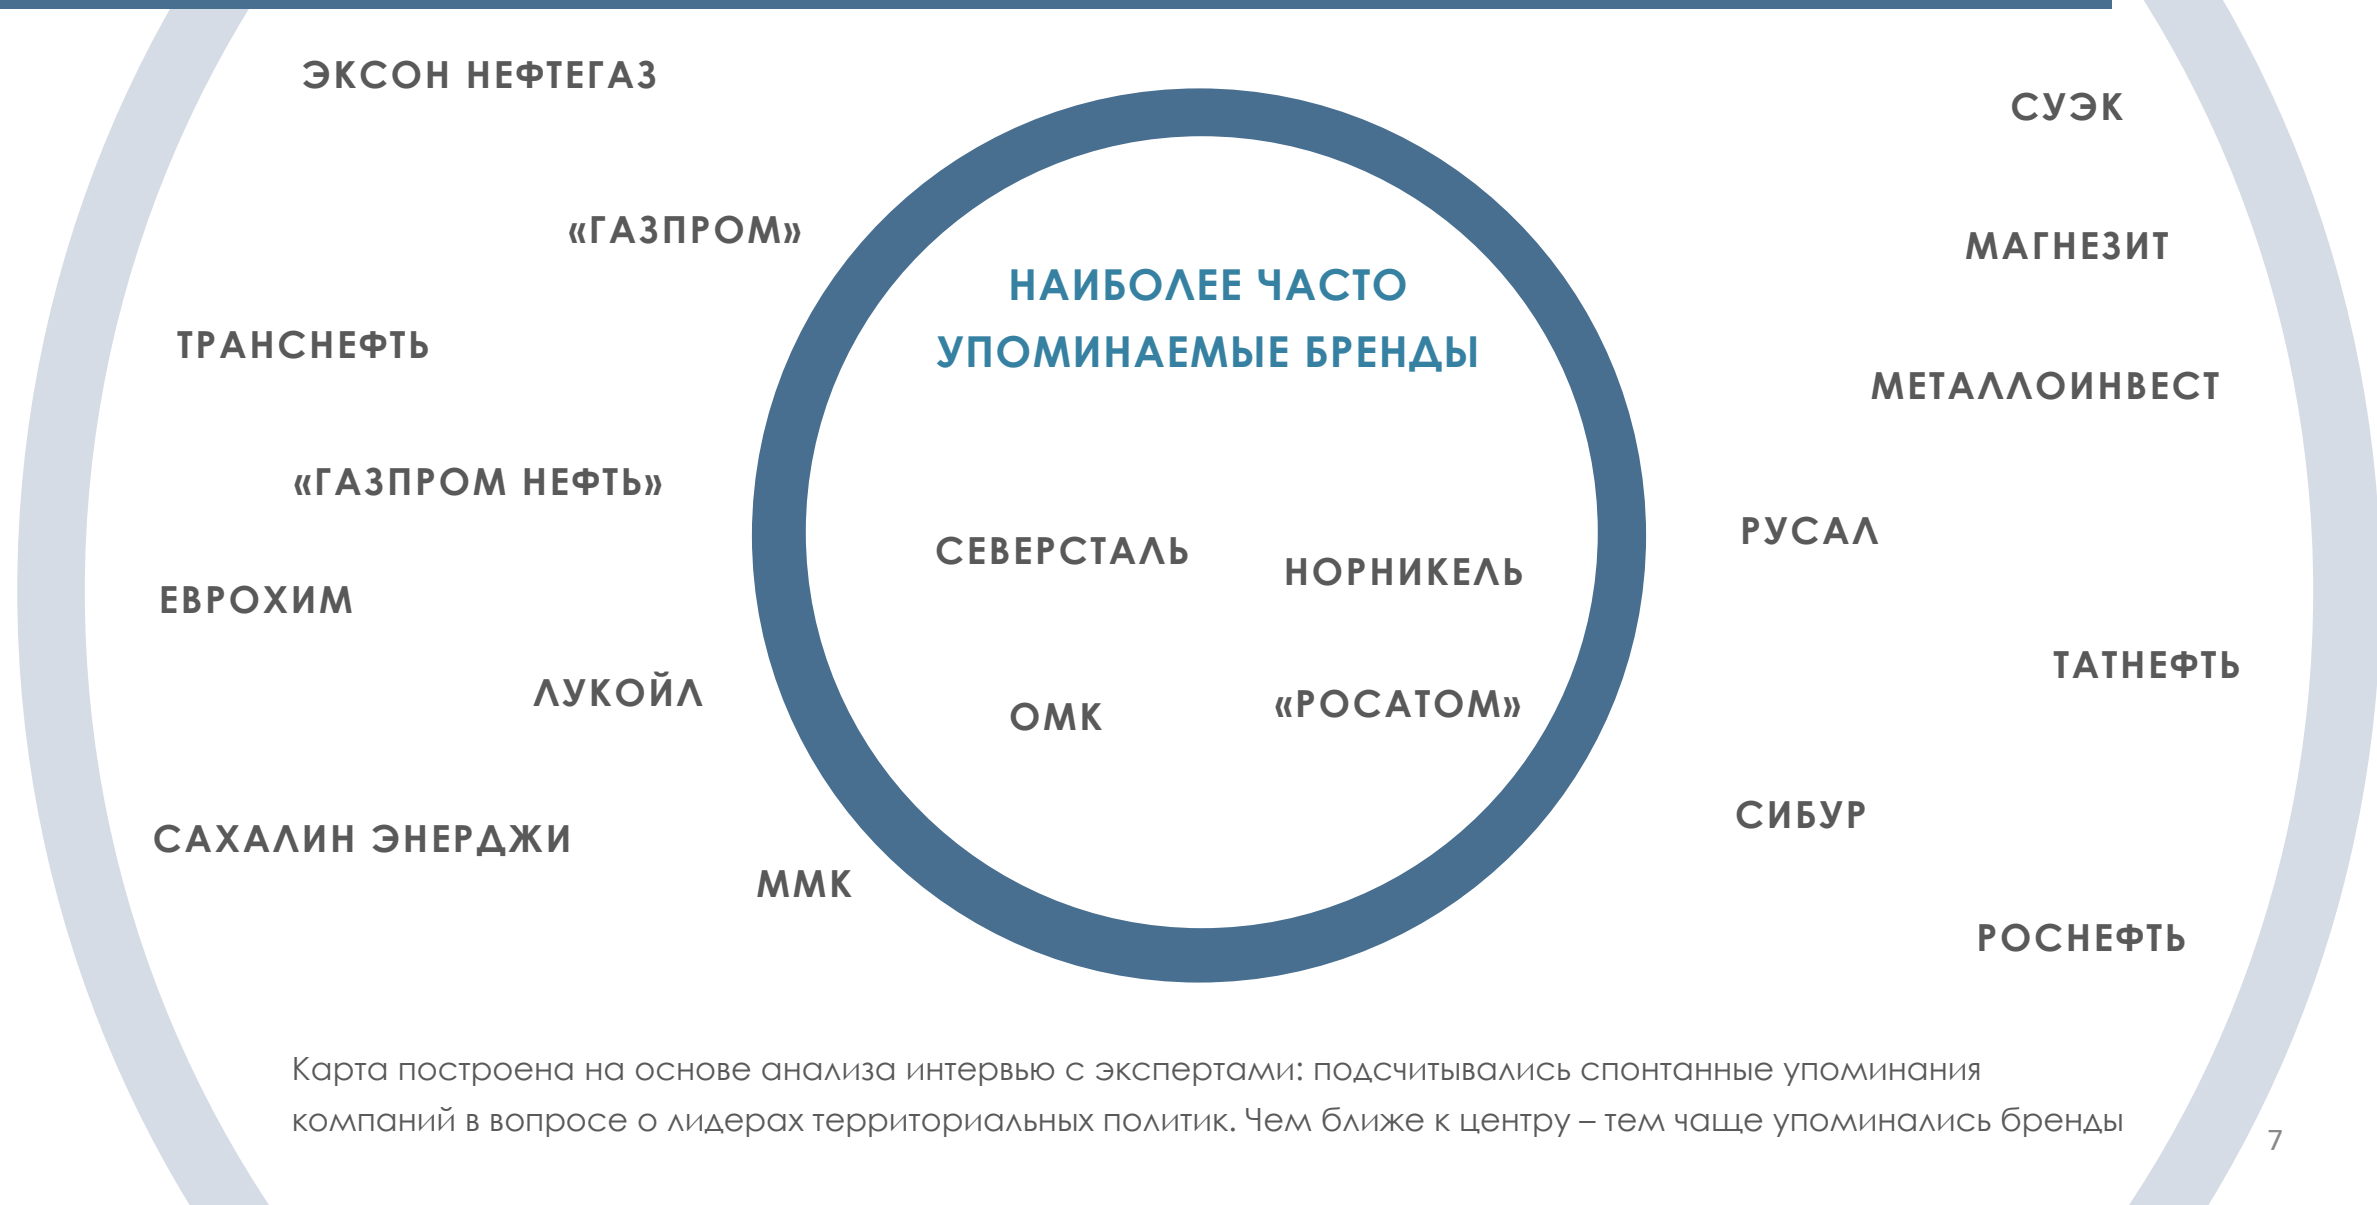 ЭКСОН НЕФТЕГАЗ
СУЭК
«ГАЗПРОМ»
МАГНЕЗИТ
НАИБОЛЕЕ ЧАСТО
УПОМИНАЕМЫЕ БРЕНДЫ
ТРАНСНЕФТЬ
МЕТАЛЛОИНВЕСТ
«ГАЗПРОМ НЕФТЬ»
РУСАЛ
СЕВЕРСТАЛЬ
НОРНИКЕЛЬ
ЕВРОХИМ
ТАТНЕФТЬ
ЛУКОЙЛ
«РОСАТОМ»
ОМК
СИБУР
САХАЛИН ЭНЕРДЖИ
ММК
РОСНЕФТЬ
Карта построена на основе анализа интервью с экспертами: подсчитывались спонтанные упоминания
компаний в вопросе о лидерах территориальных политик. Чем ближе к центру – тем чаще упоминались бренды
7